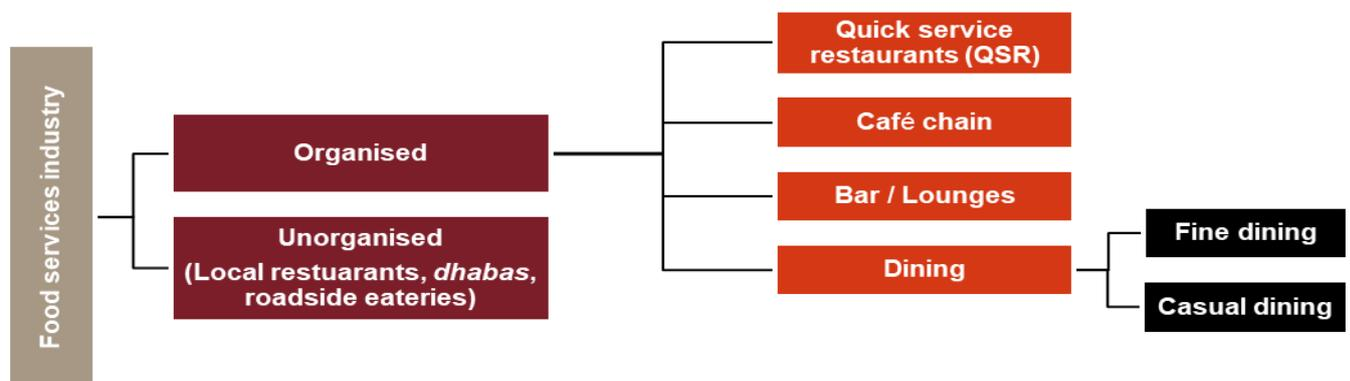 Food services industry
Organised
Unorganised
(Local restuarants, dhabas,
roadside eateries)
Quick service
restaurants (QSR)
Café chain
Bar / Lounges
Dining
Fine dining
Casual dining